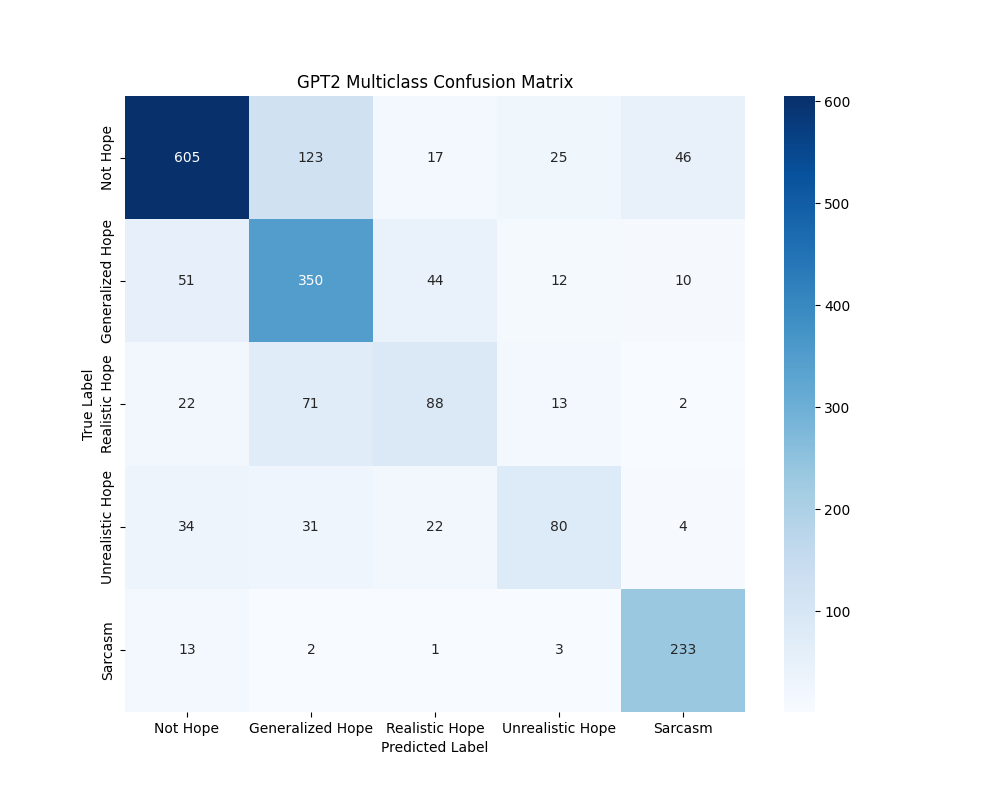 GPT2 Multiclass Confusion Matrix
True Label
Not Hope
605 123 17 25 46
Generalized Hope
51 350 44 12 10
Realistic Hope
22 71 88 13 2
Unrealistic Hope
34 31 22 80 4
Sarcasm
13 2 1 3 233
Not Hope Generalized Hope Realistic Hope Unrealistic Hope Sarcasm
Predicted Label
600
500
400
300
200
100